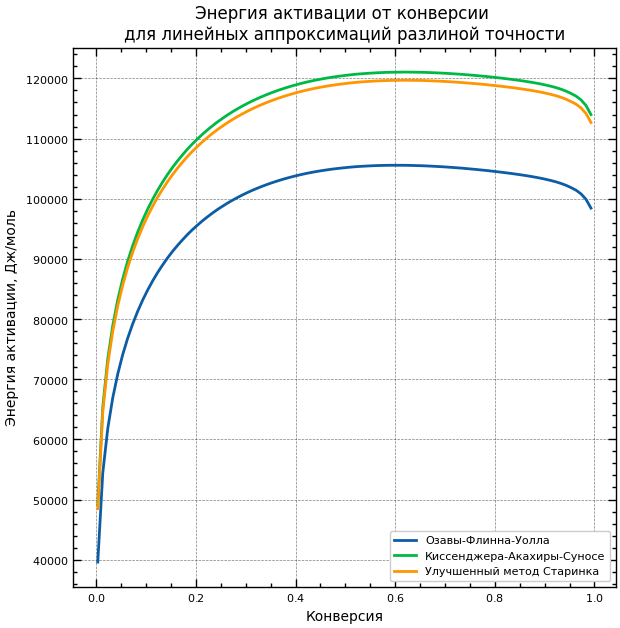 Энергия активации от конверсии
для линейных аппроксимаций разлиной точности
Энергия активации, Дж/моль
120000
110000
100000
90000
80000
70000
60000
50000
40000
0.0 0.2 0.4 0.6 0.8 1.0
Конверсия
Озавы-Флинна-Уолла
Киссенджера-Акахиры-Суносе
Улучшенный метод Старинка